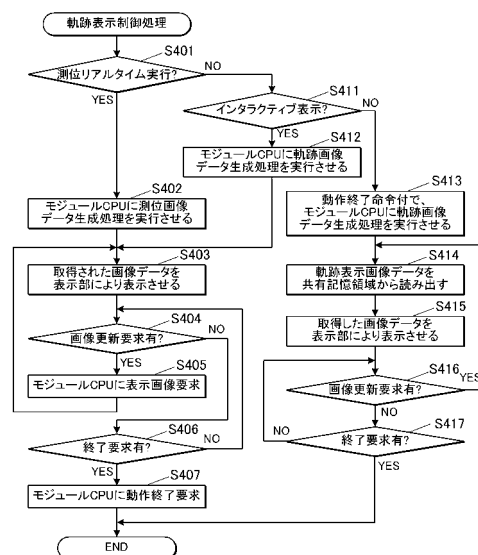 軌跡表示制御処理
S401
測位リアルタイム実行?
NO
YES
S411
インタラクティブ表示?
NO
YES
S412
モジュールCPUに軌跡画像
データ生成処理を実行させる
S402
モジュールCPUに測位画像
データ生成処理を実行させる
S413
動作終了命令付で、
モジュールCPUに軌跡画像
データ生成処理を実行させる
S403
取得された画像データを
表示部により表示させる
S414
軌跡表示画像データを
共有記憶領域から読み出す
S404
画像更新要求有?
NO
YES
S415
取得した画像データを
表示部により表示させる
S405
モジュールCPUに表示画像要求
S416
画像更新要求有?
YES
NO
S406
終了要求有?
NO
YES
S417
終了要求有?
NO
YES
S407
モジュールCPUに動作終了要求
END